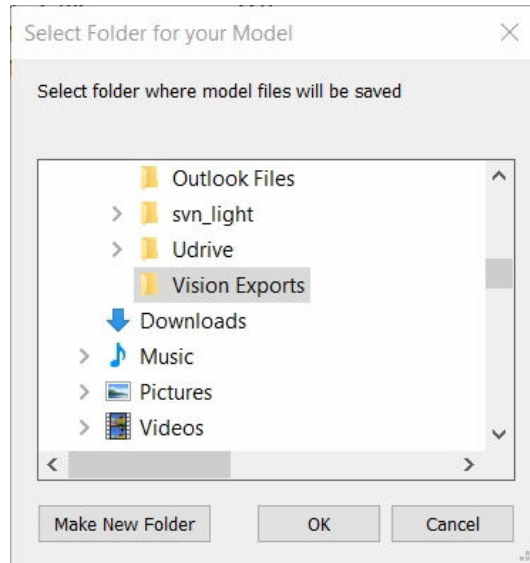 Select Folder for your Model
Select folder where model files will be saved
Outlook Files
svn_light
Udrive
Vision Exports
Downloads
Music
Pictures
Videos
Make New Folder OK Cancel